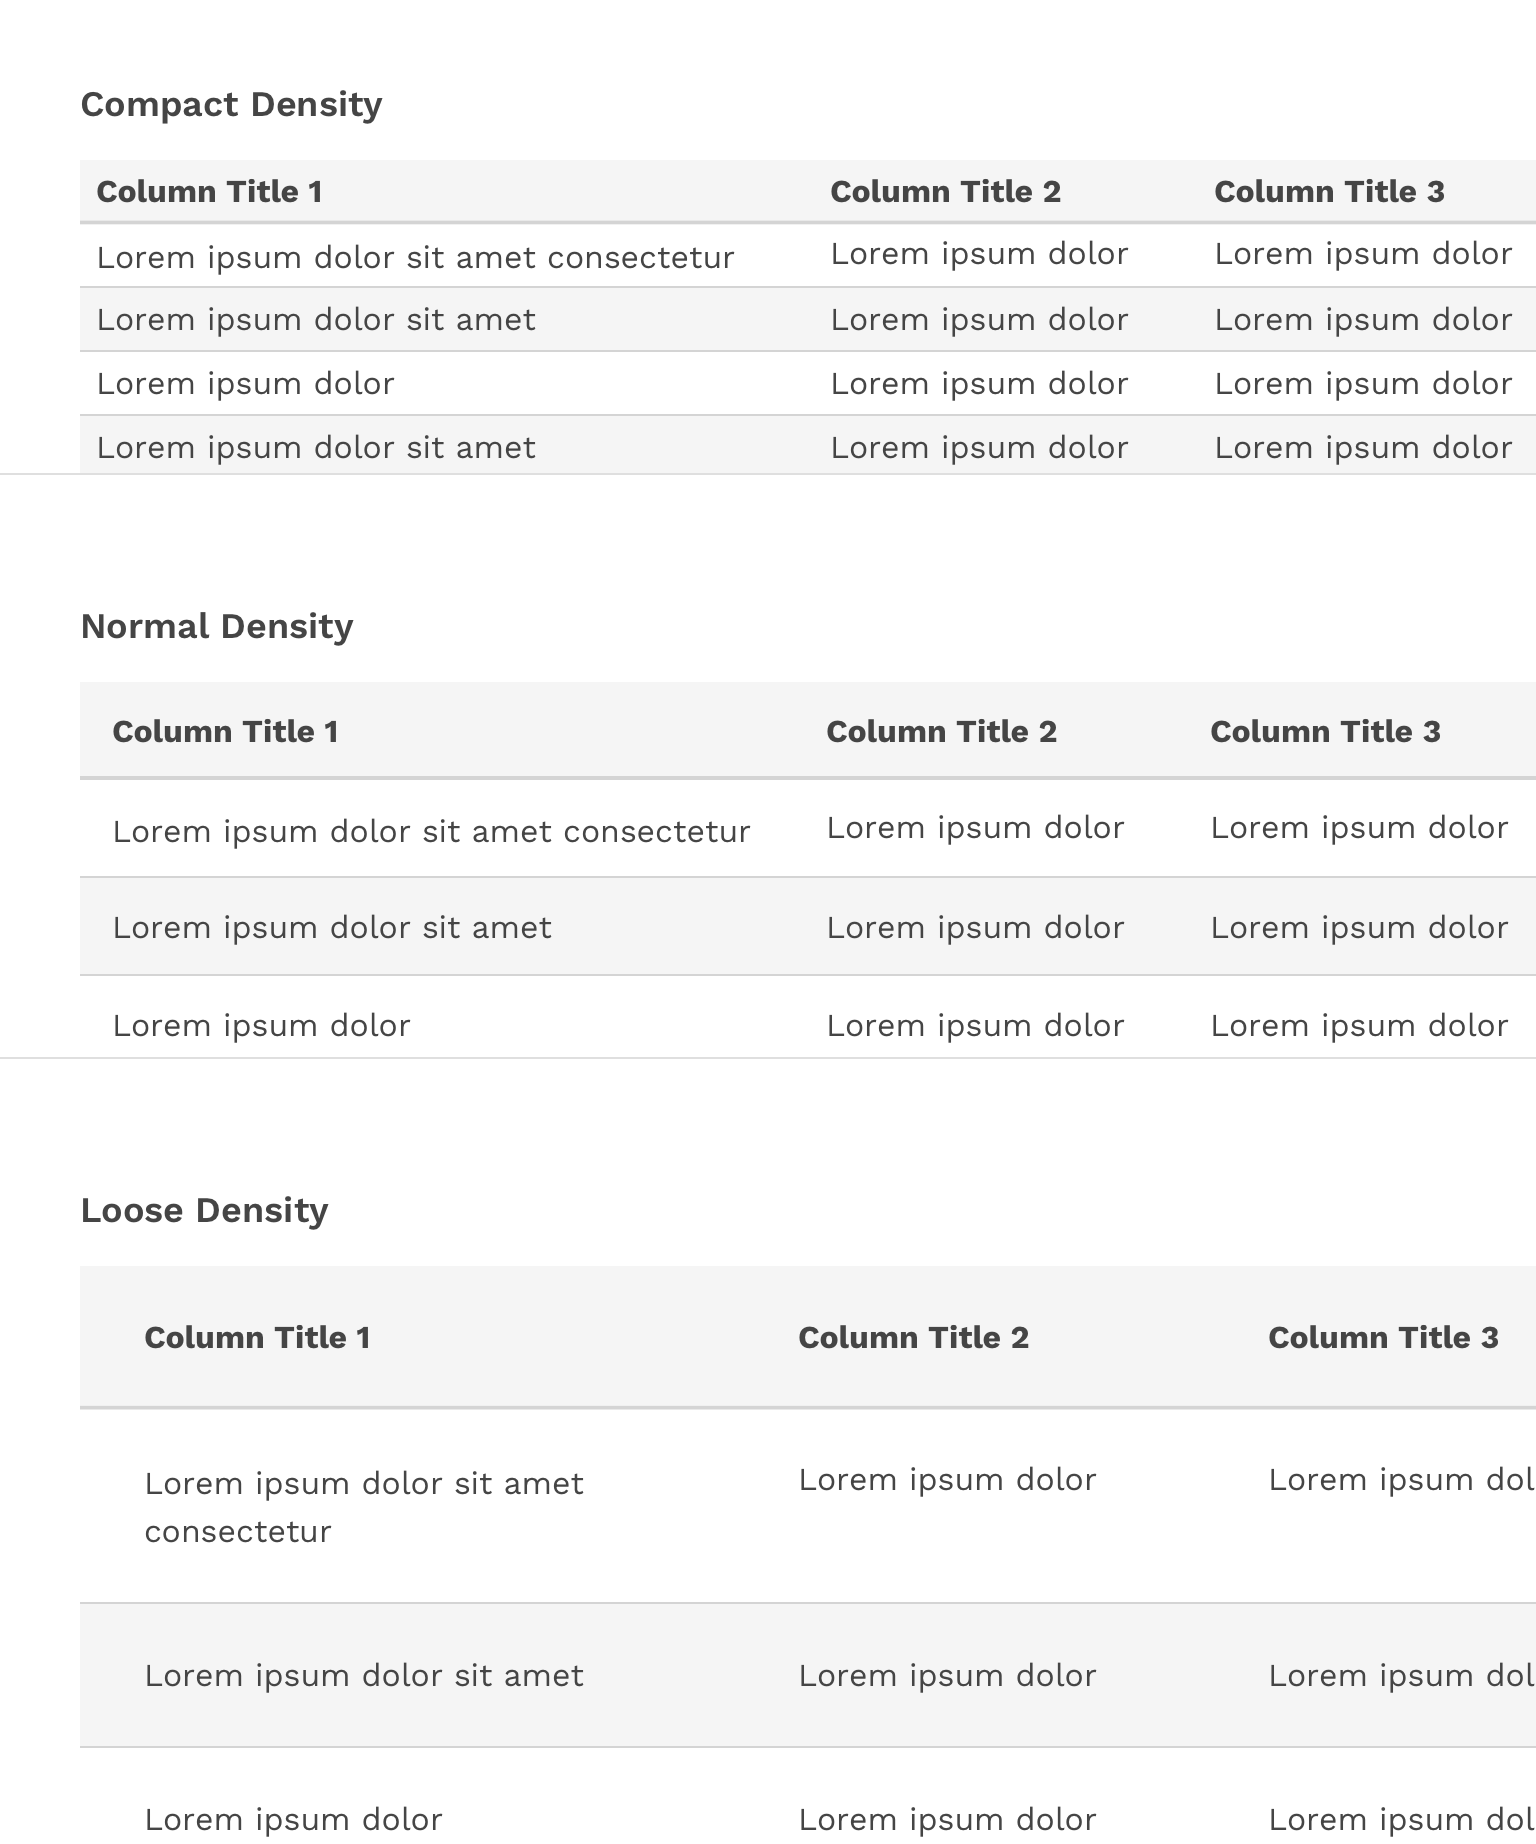 Compact Density
Column Title 1 Column Title 2 Column Title 3
Lorem ipsum dolor sit amet consectetur Lorem ipsum dolor Lorem ipsum dolor
Lorem ipsum dolor sit amet Lorem ipsum dolor Lorem ipsum dolor
Lorem ipsum dolor Lorem ipsum dolor Lorem ipsum dolor
Lorem ipsum dolor sit amet Lorem ipsum dolor Lorem ipsum dolor
Normal Density
Column Title 1 Column Title 2 Column Title 3
Lorem ipsum dolor sit amet consectetur Lorem ipsum dolor Lorem ipsum dolor
Lorem ipsum dolor sit amet Lorem ipsum dolor Lorem ipsum dolor
Lorem ipsum dolor Lorem ipsum dolor Lorem ipsum dolor
Loose Density
Column Title 1 Column Title 2 Column Title 3
Lorem ipsum dolor sit amet Lorem ipsum dolor Lorem ipsum dol
consectetur
Lorem ipsum dolor sit amet Lorem ipsum dolor Lorem ipsum dol
Lorem ipsum dolor Lorem ipsum dolor Lorem ipsum dol